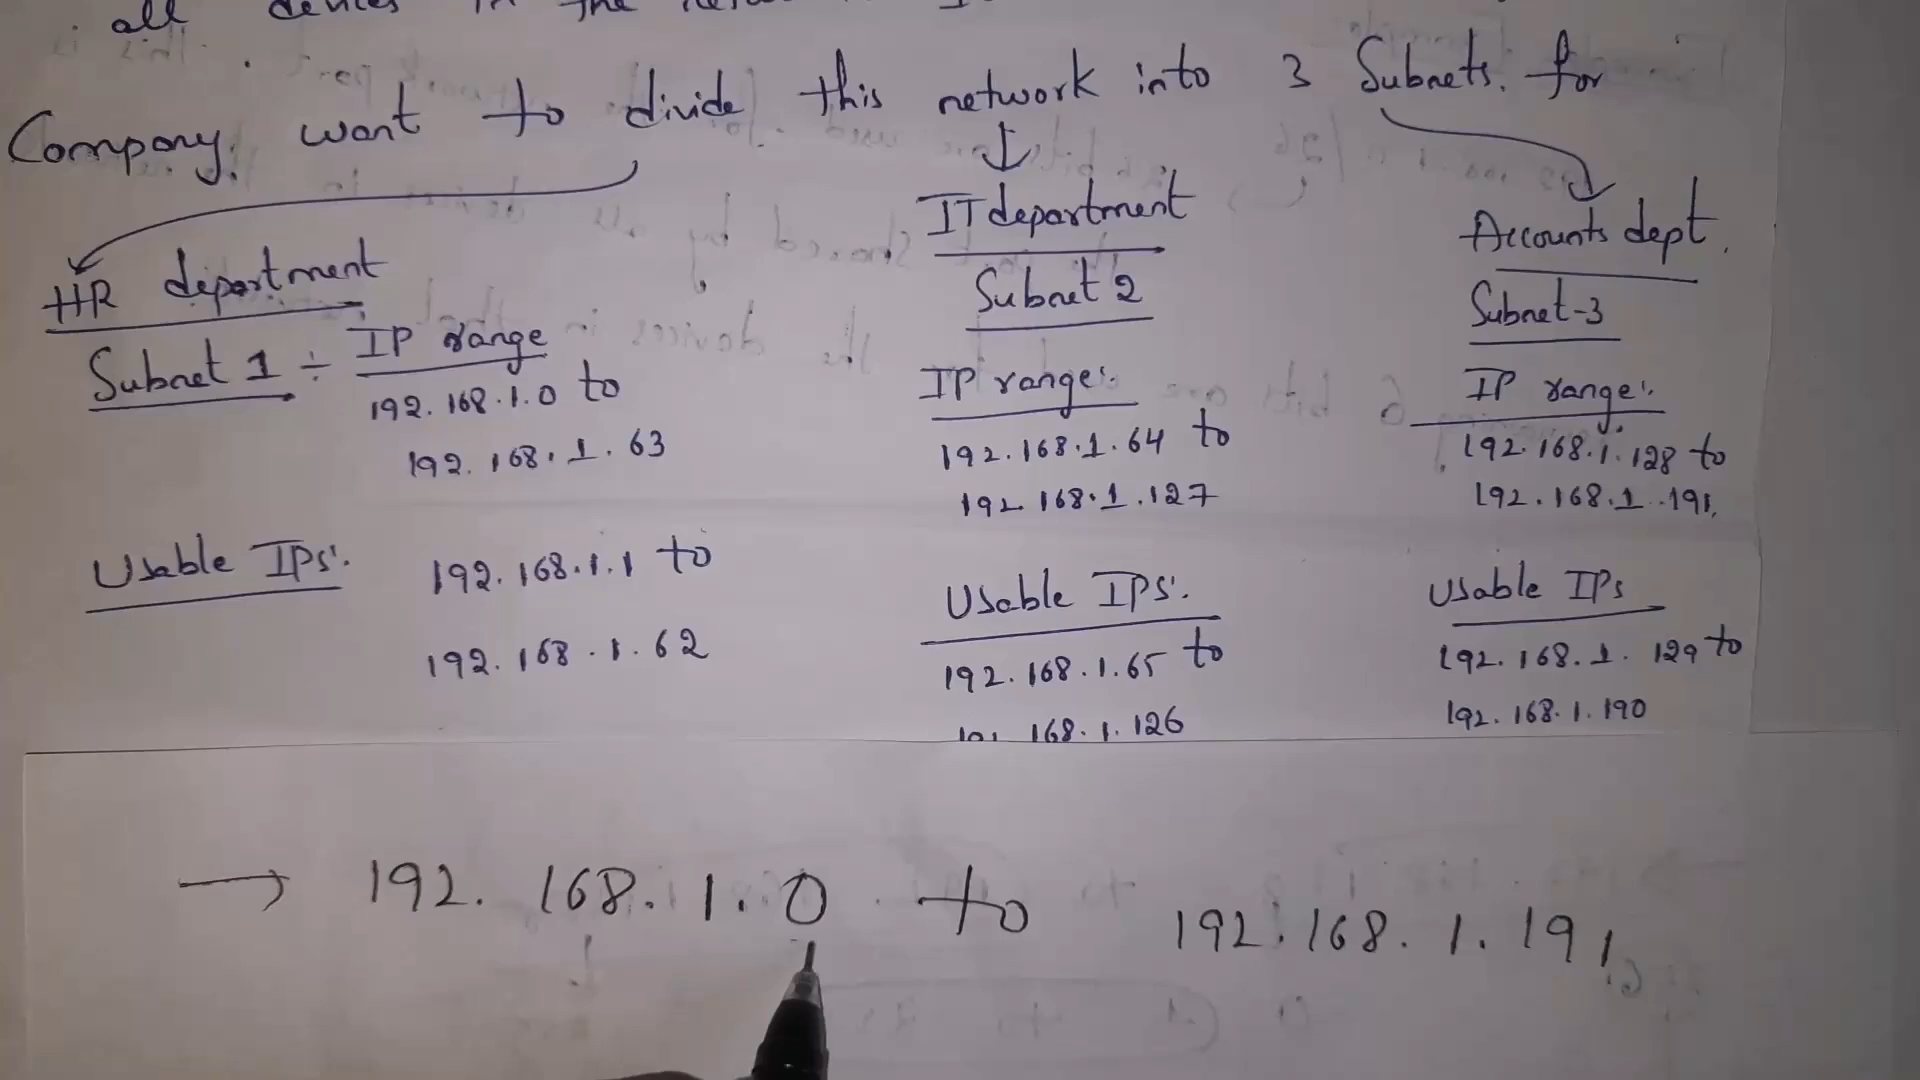 all devices in the
Company want to divide this network into 3 Subnets. for
HR department
Subnet 1 ÷ IP range
192.168.1.0 to
192.168.1.63
Usable IPs:
192.168.1.1 to
192.168.1.62
IT department
Subnet 2
IP range:
192.168.1.64 to
192.168.1.127
Usable IPs:
192.168.1.65 to
168.1.126
Accounts dept.
Subnet-3
IP range:
192.168.1.128 to
192.168.1.191.
Usable IPs
192.168.1.129 to
192.168.1.190
→ 192.168.1.0 to 192.168.1.191